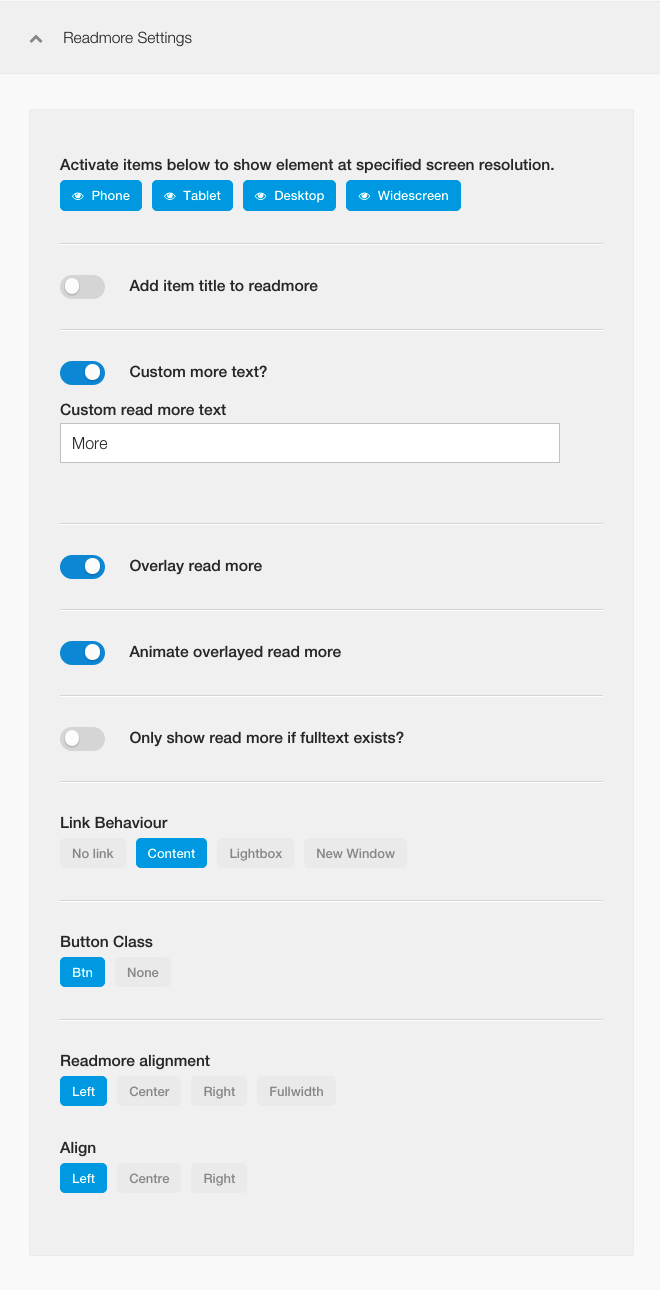 Readmore Settings
Activate items below to show element at specified screen resolution.
Phone Tablet Desktop Widescreen
Add item title to readmore
Custom more text?
Custom read more text
More
Overlay read more
Animate overlayed read more
Only show read more if fulltext exists?
Link Behaviour
No link Content Lightbox New Window
Button Class
Btn None
Readmore alignment
Left Center Right Fullwidth
Align
Left Centre Right